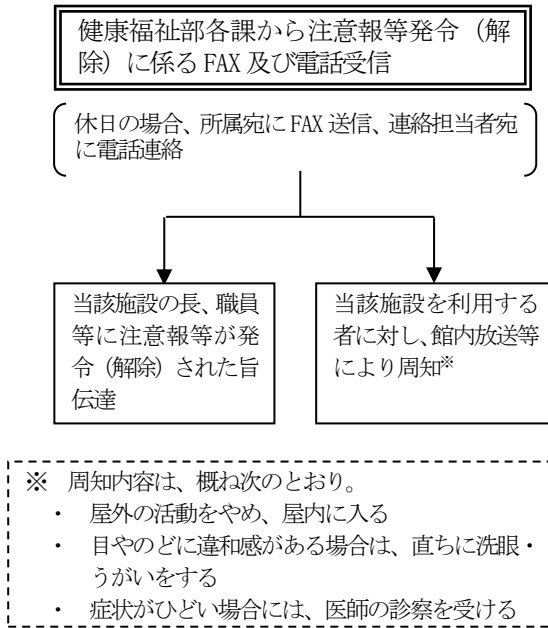 健康福祉部各課から注意報等発令（解
除）に係る FAX 及び電話受信
休日の場合、所属宛に FAX 送信、連絡担当者宛
に電話連絡
当該施設の長、職員
等に注意報等が発
令（解除）された旨
伝達
当該施設を利用する
者に対し、館内放送等
により周知※
※ 周知内容は、概ね次のとおり。
・ 屋外の活動をやめ、屋内に入る
・ 目やのどに違和感がある場合は、直ちに洗眼・
うがいをする
・ 症状がひどい場合には、医師の診察を受ける